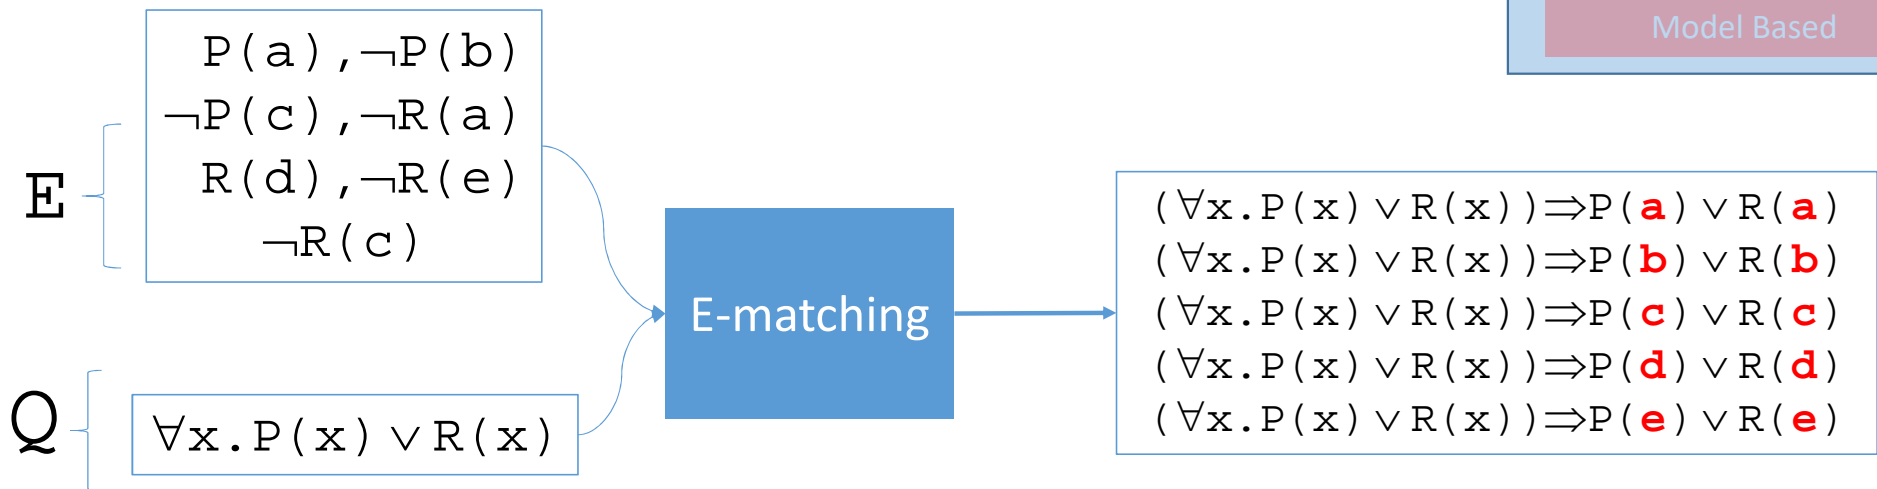 Model Based
P(a),¬P(b)
¬P(c),¬R(a)
R(d),¬R(e)
¬R(c)
E
E-matching
(∀x.P(x)∨R(x))⇒P(a)∨R(a)
(∀x.P(x)∨R(x))⇒P(b)∨R(b)
(∀x.P(x)∨R(x))⇒P(c)∨R(c)
(∀x.P(x)∨R(x))⇒P(d)∨R(d)
(∀x.P(x)∨R(x))⇒P(e)∨R(e)
Q
∀x.P(x)∨R(x)